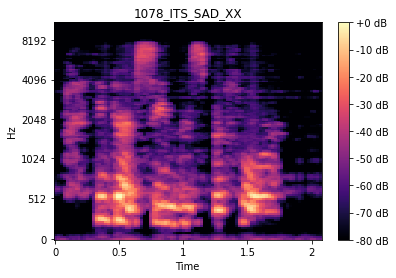 1078_ITS_SAD_XX
+0 dB
8192
-10 dB
4096
-20 dB
-30 dB
2048
Hz
-40 dB
1024
-50 dB
512
-60 dB
-70 dB
0
-80 dB
0 0.5 1 1.5 2
Time